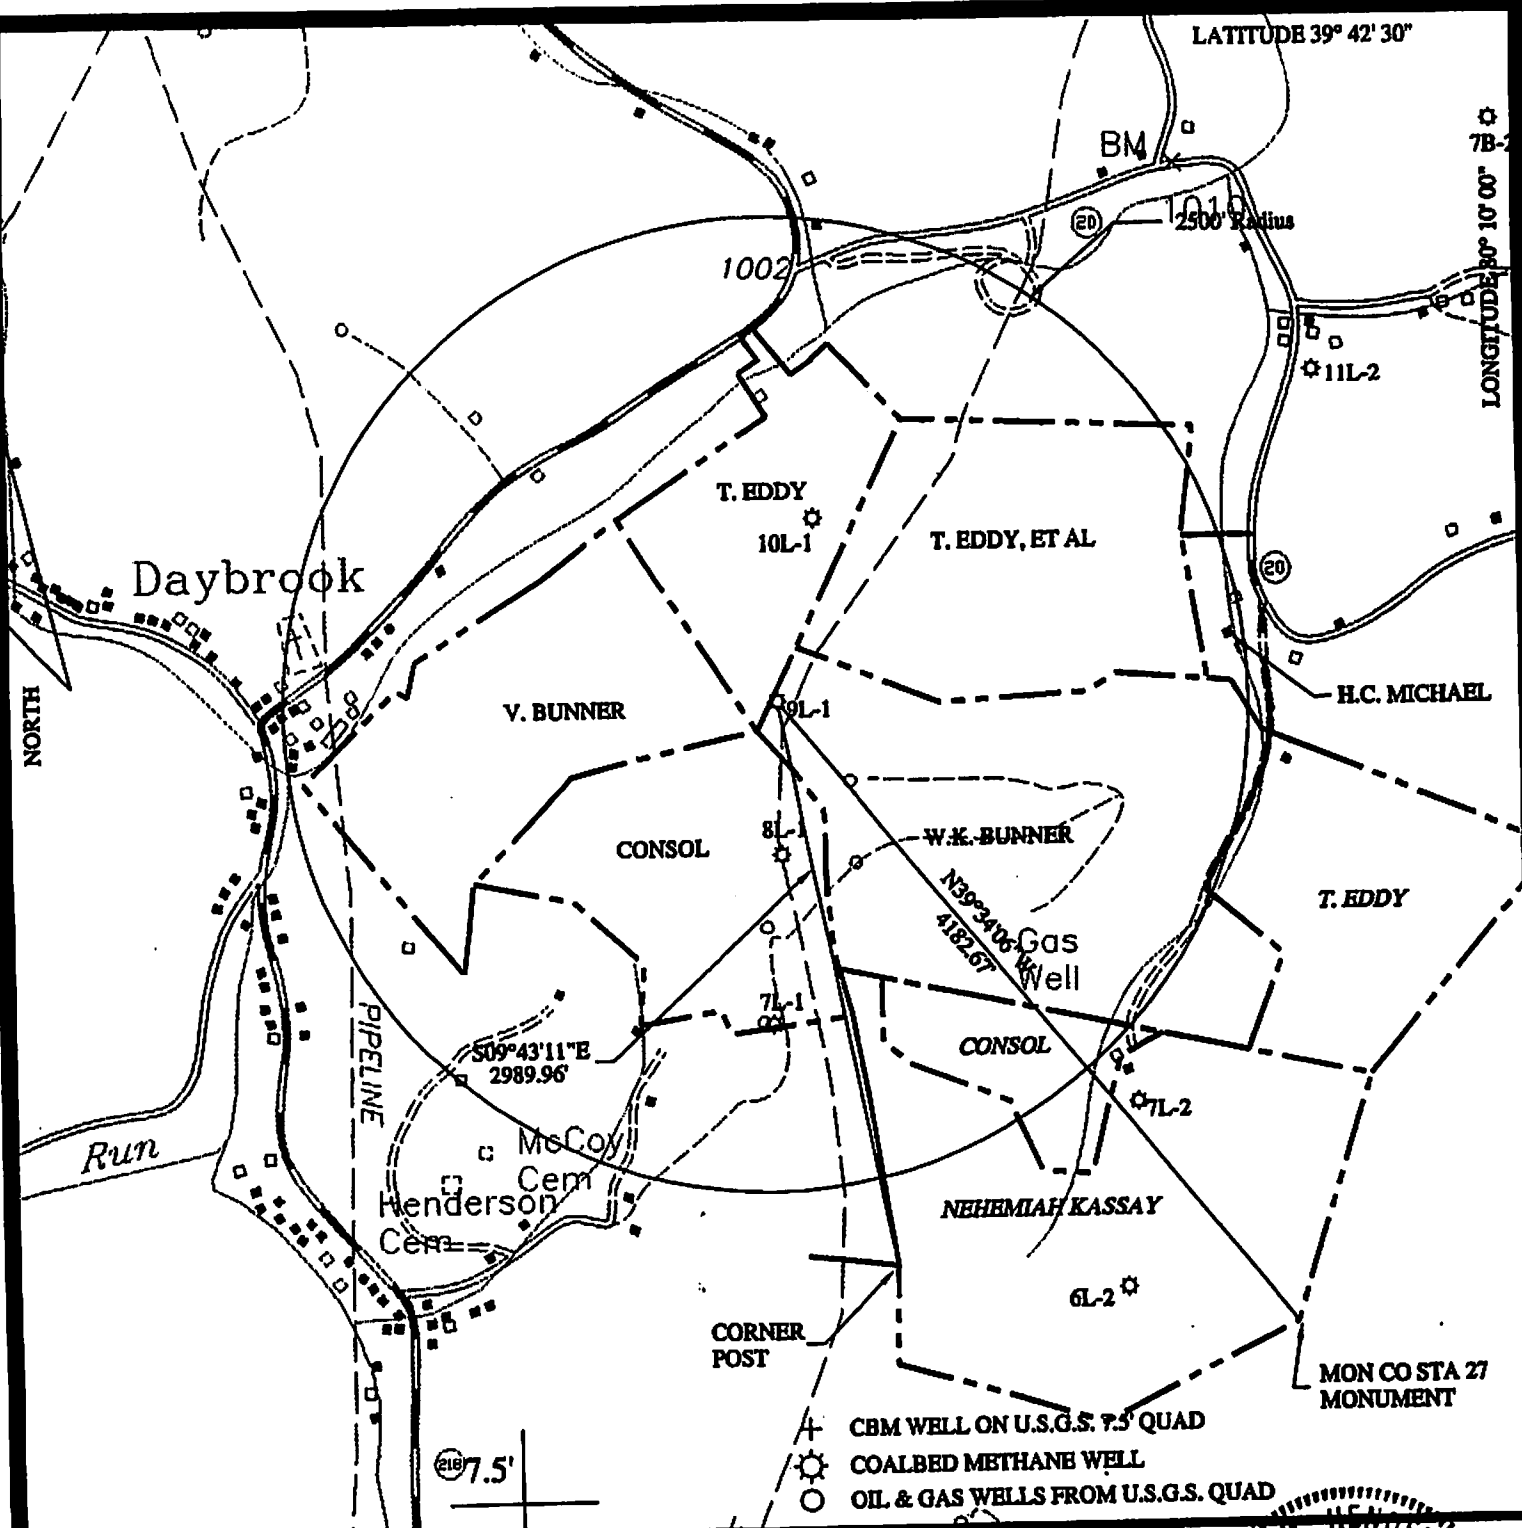 LATITUDE 39° 42' 30"
BM
7B-
1010
20
2500' Radius
LONGITUDE 80° 10' 00"
1002
11L-2
T. EDDY
10L-1
T. EDDY, ET AL
Daybrook
20
NORTH
V. BUNNER
9L-1
H.C. MICHAEL
8L-1
CONSOL
W.K. BUNNER
N39°34'06"W
4182.67'
T. EDDY
Gas
Well
7L-1
PIPELINE
S09°43'11"E
2989.96'
CONSOL
7L-2
Run
McCoy
Cem
Henderson
Cem
NEHEMIAH KASSAY
6L-2
CORNER
POST
MON CO STA 27
MONUMENT
CBM WELL ON U.S.G.S. 7.5' QUAD
218
7.5'
COALBED METHANE WELL
OIL & GAS WELLS FROM U.S.G.S. QUAD